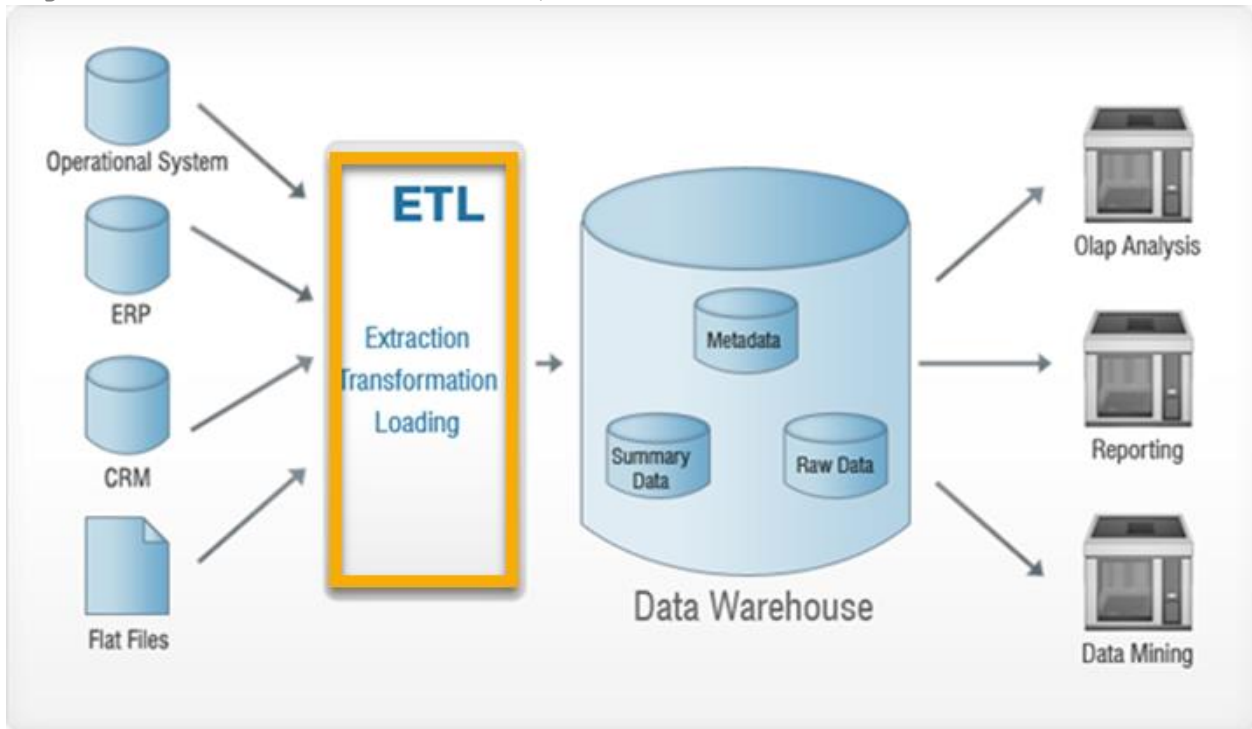 Operational System
ERP
CRM
Flat Files
ETL
Extraction
Transformation
Loading
Metadata
Summary
Data
Raw Data
Data Warehouse
Olap Analysis
Reporting
Data Mining